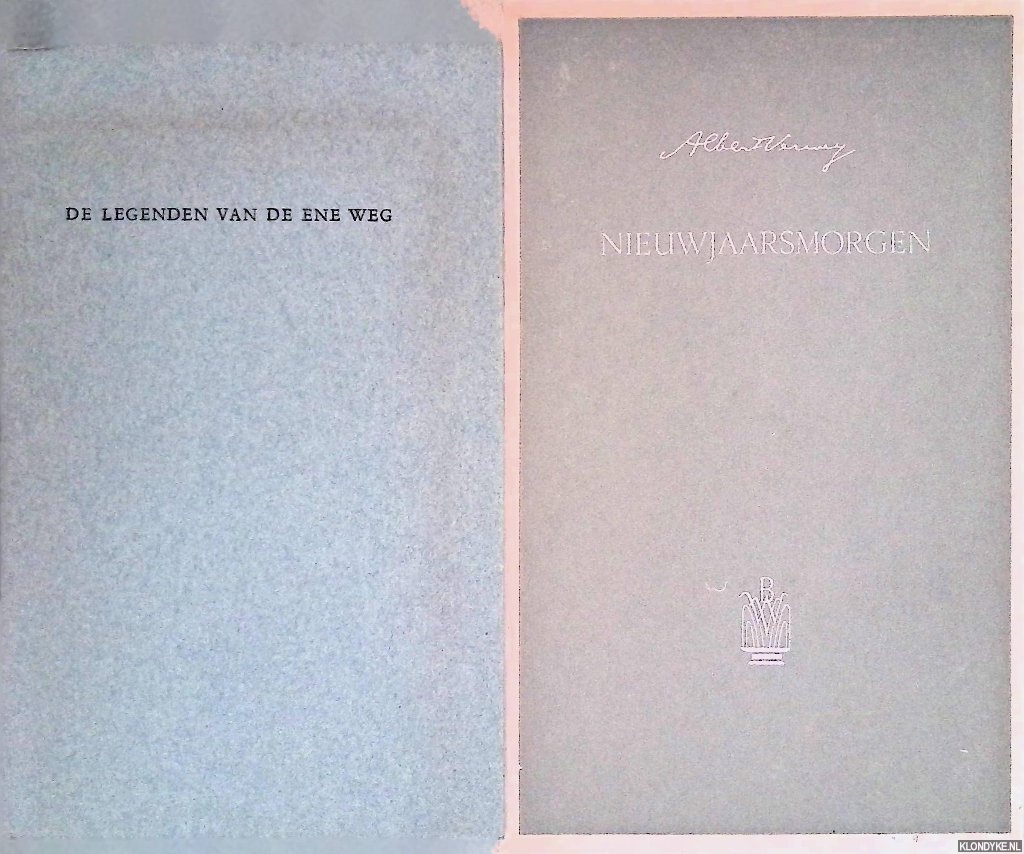 DE LEGENDEN VAN DE ENE WEG
Albert Verwey
NIEUWJAARSMORGEN
B
KLONDYKE.NL